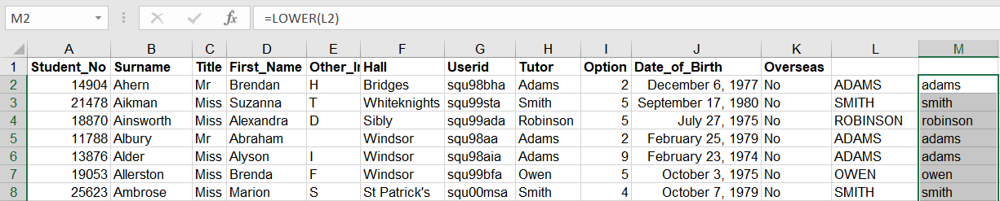 M2 fx =LOWER(L2)
A B C D E F G H I J K L M
1 Student_No Surname Title First_Name Other_In Hall Userid Tutor Option Date_of_Birth Overseas
2 14904 Ahern Mr Brendan H Bridges squ98bha Adams 2 December 6, 1977 No ADAMS adams
3 21478 Aikman Miss Suzanna T Whiteknights squ99sta Smith 5 September 17, 1980 No SMITH smith
4 18870 Ainsworth Miss Alexandra D Sibly squ99ada Robinson 5 July 27, 1975 No ROBINSON robinson
5 11788 Albury Mr Abraham Windsor squ98aa Adams 2 February 25, 1979 No ADAMS adams
6 13876 Alder Miss Alyson I Windsor squ98aia Adams 9 February 23, 1974 No ADAMS adams
7 19053 Allerston Miss Brenda F Windsor squ99bfa Owen 5 October 3, 1975 No OWEN owen
8 25623 Ambrose Miss Marion S St Patrick's squ00msa Smith 4 October 7, 1979 No SMITH smith